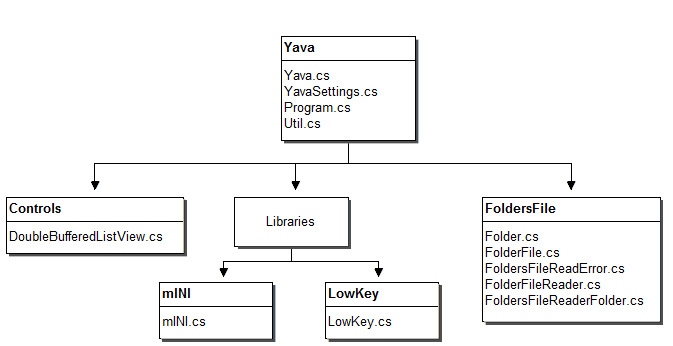 Yava
Yava.cs
YavaSettings.cs
Program.cs
Util.cs
Controls
DoubleBufferedListView.cs
Libraries
FoldersFile
Folder.cs
FolderFile.cs
FoldersFileReadError.cs
FolderFileReader.cs
FoldersFileReaderFolder.cs
mINI
mINI.cs
LowKey
LowKey.cs